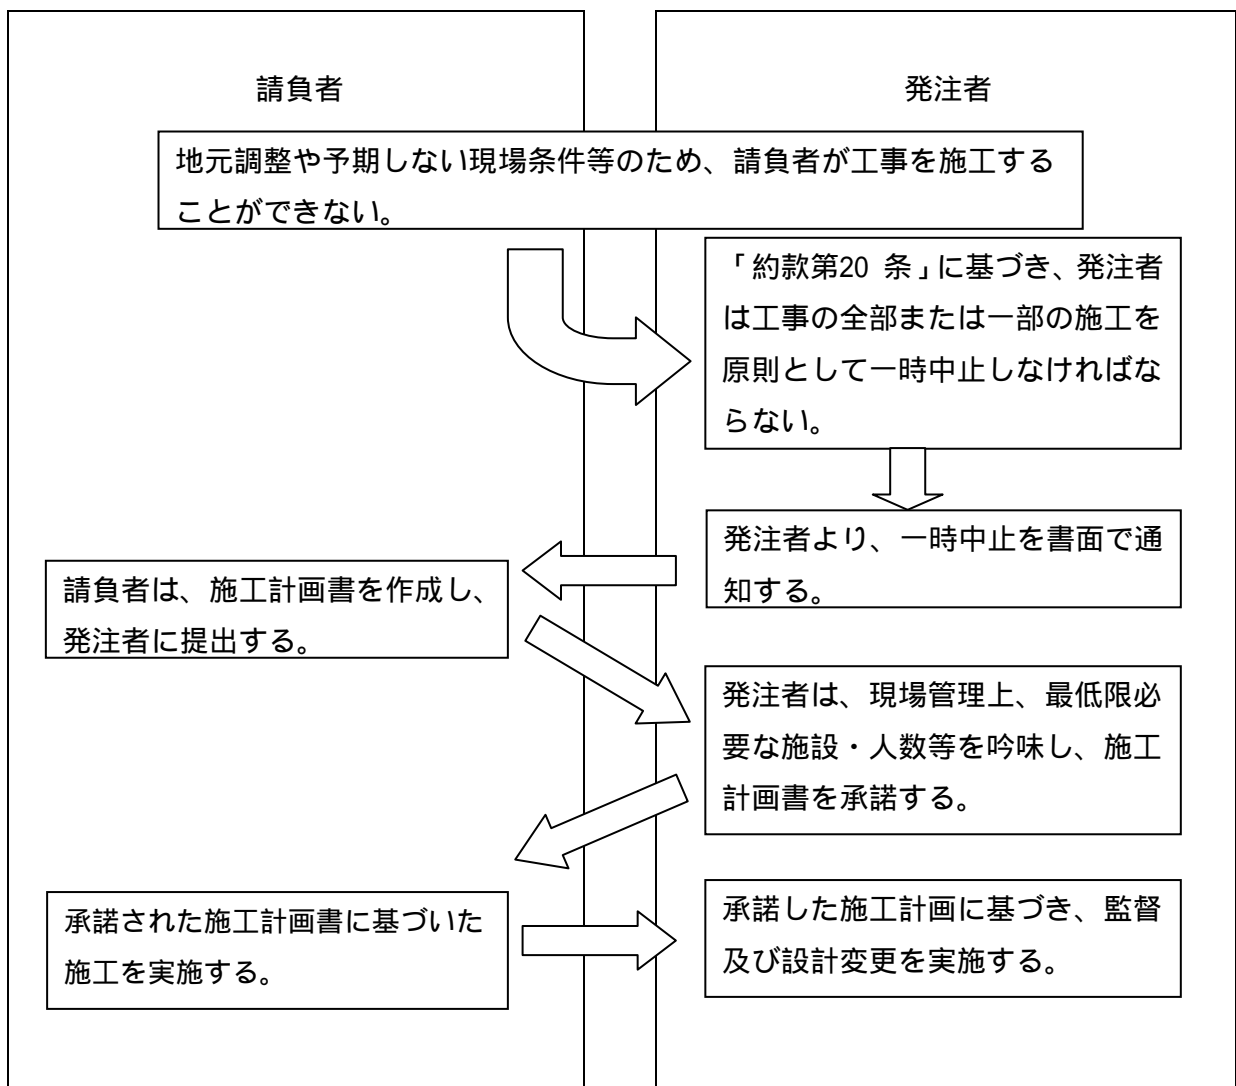 請負者
発注者
地元調整や予期しない現場条件等のため、請負者が工事を施工する
ことができない。
「約款第20 条」に基づき、発注者
は工事の全部または一部の施工を
原則として一時中止しなければな
らない。
発注者より、一時中止を書面で通
知する。
請負者は、施工計画書を作成し、
発注者に提出する。
発注者は、現場管理上、最低限必
要な施設・人数等を吟味し、施工
計画書を承諾する。
承諾された施工計画書に基づいた
施工を実施する。
承諾した施工計画に基づき、監督
及び設計変更を実施する。